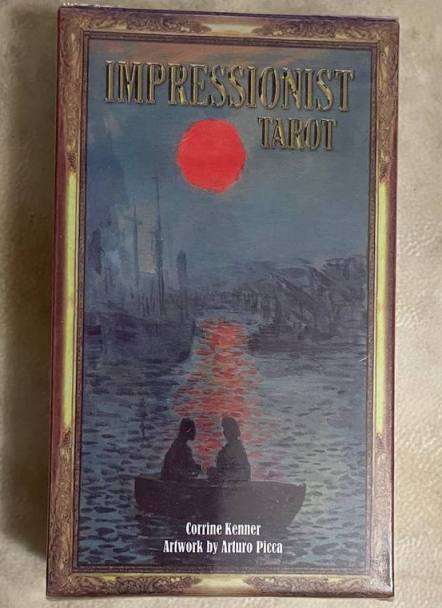 IMPRESSIONIST
TAROT
Corrine Kenner
Artwork by Arturo Picca